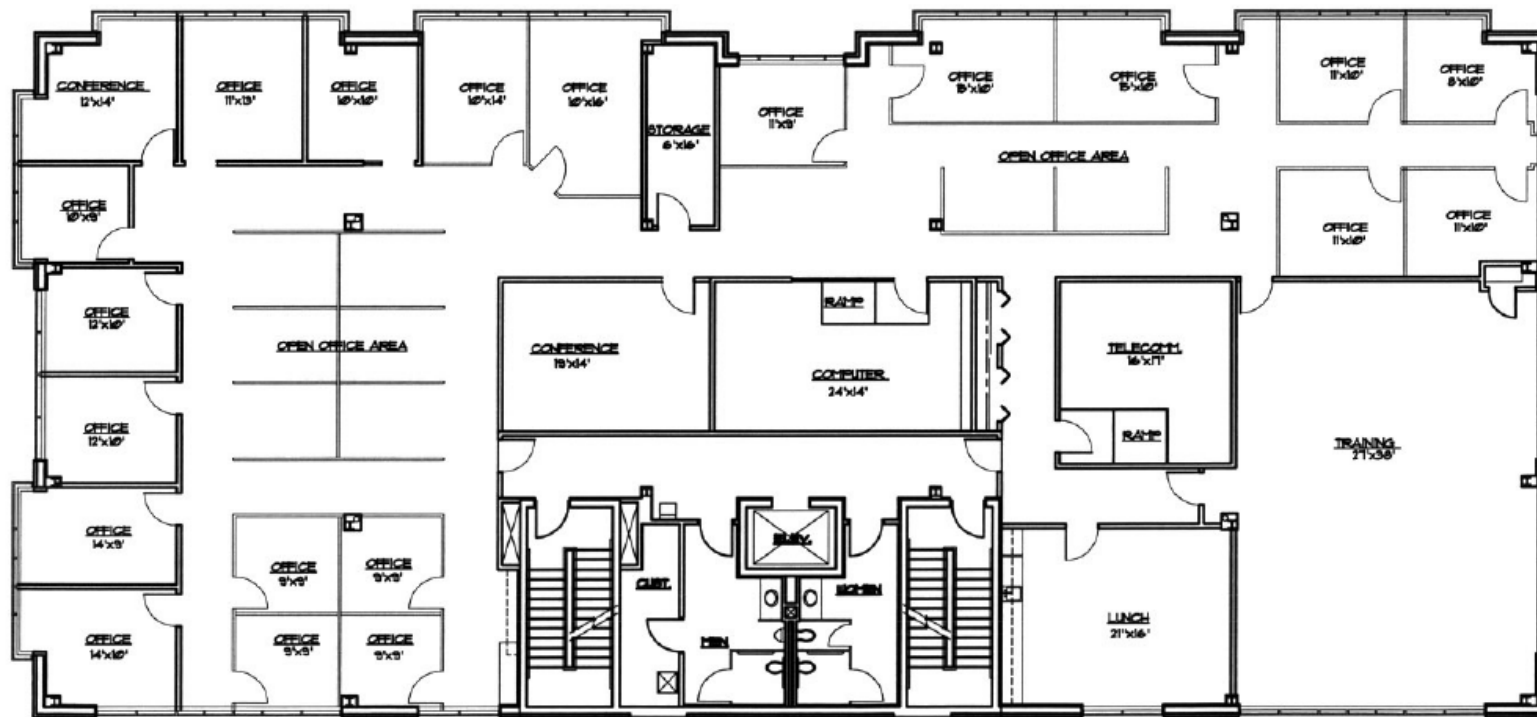 CONFERENCE
12'x14'
OFFICE
11'x13'
OFFICE
10'x10'
OFFICE
10'x14'
OFFICE
10'x16'
STORAGE
6'x16'
OFFICE
11'x9'
OFFICE
15'x10'
OFFICE
15'x10'
OFFICE
11'x10'
OFFICE
8'x10'
OPEN OFFICE AREA
OFFICE
10'x9'
OFFICE
11'x10'
OFFICE
11'x10'
OFFICE
12'x10'
RAMP
OPEN OFFICE AREA
CONFERENCE
19'x14'
COMPUTER
24'x14'
TELECOMM.
16'x17'
OFFICE
12'x10'
RAMP
TRAINING
27'x38'
OFFICE
14'x9'
ELEV.
OFFICE
9'x9'
OFFICE
9'x9'
CUST.
WOMEN
OFFICE
14'x10'
OFFICE
9'x9'
OFFICE
9'x9'
MEN
LUNCH
21'x16'